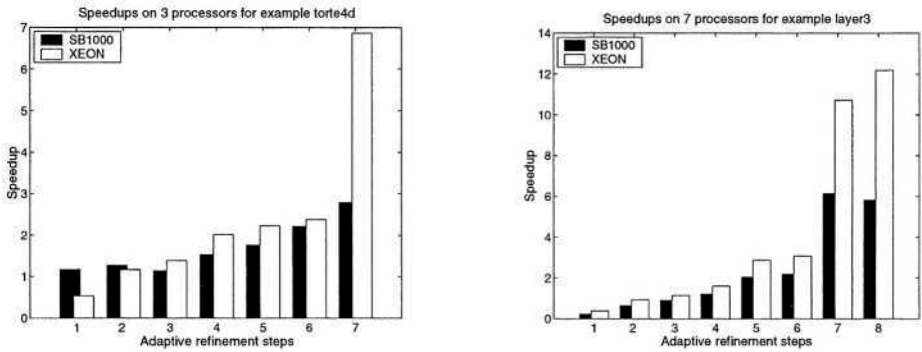 Speedups on 3 processors for example torte4d
7
6
5
4
3
2
1
0
Speedup
SB1000
XEON
1 2 3 4 5 6 7
Adaptive refinement steps
Speedups on 7 processors for example layer3
14
12
10
8
6
4
2
0
Speedup
SB1000
XEON
1 2 3 4 5 6 7 8
Adaptive refinement steps